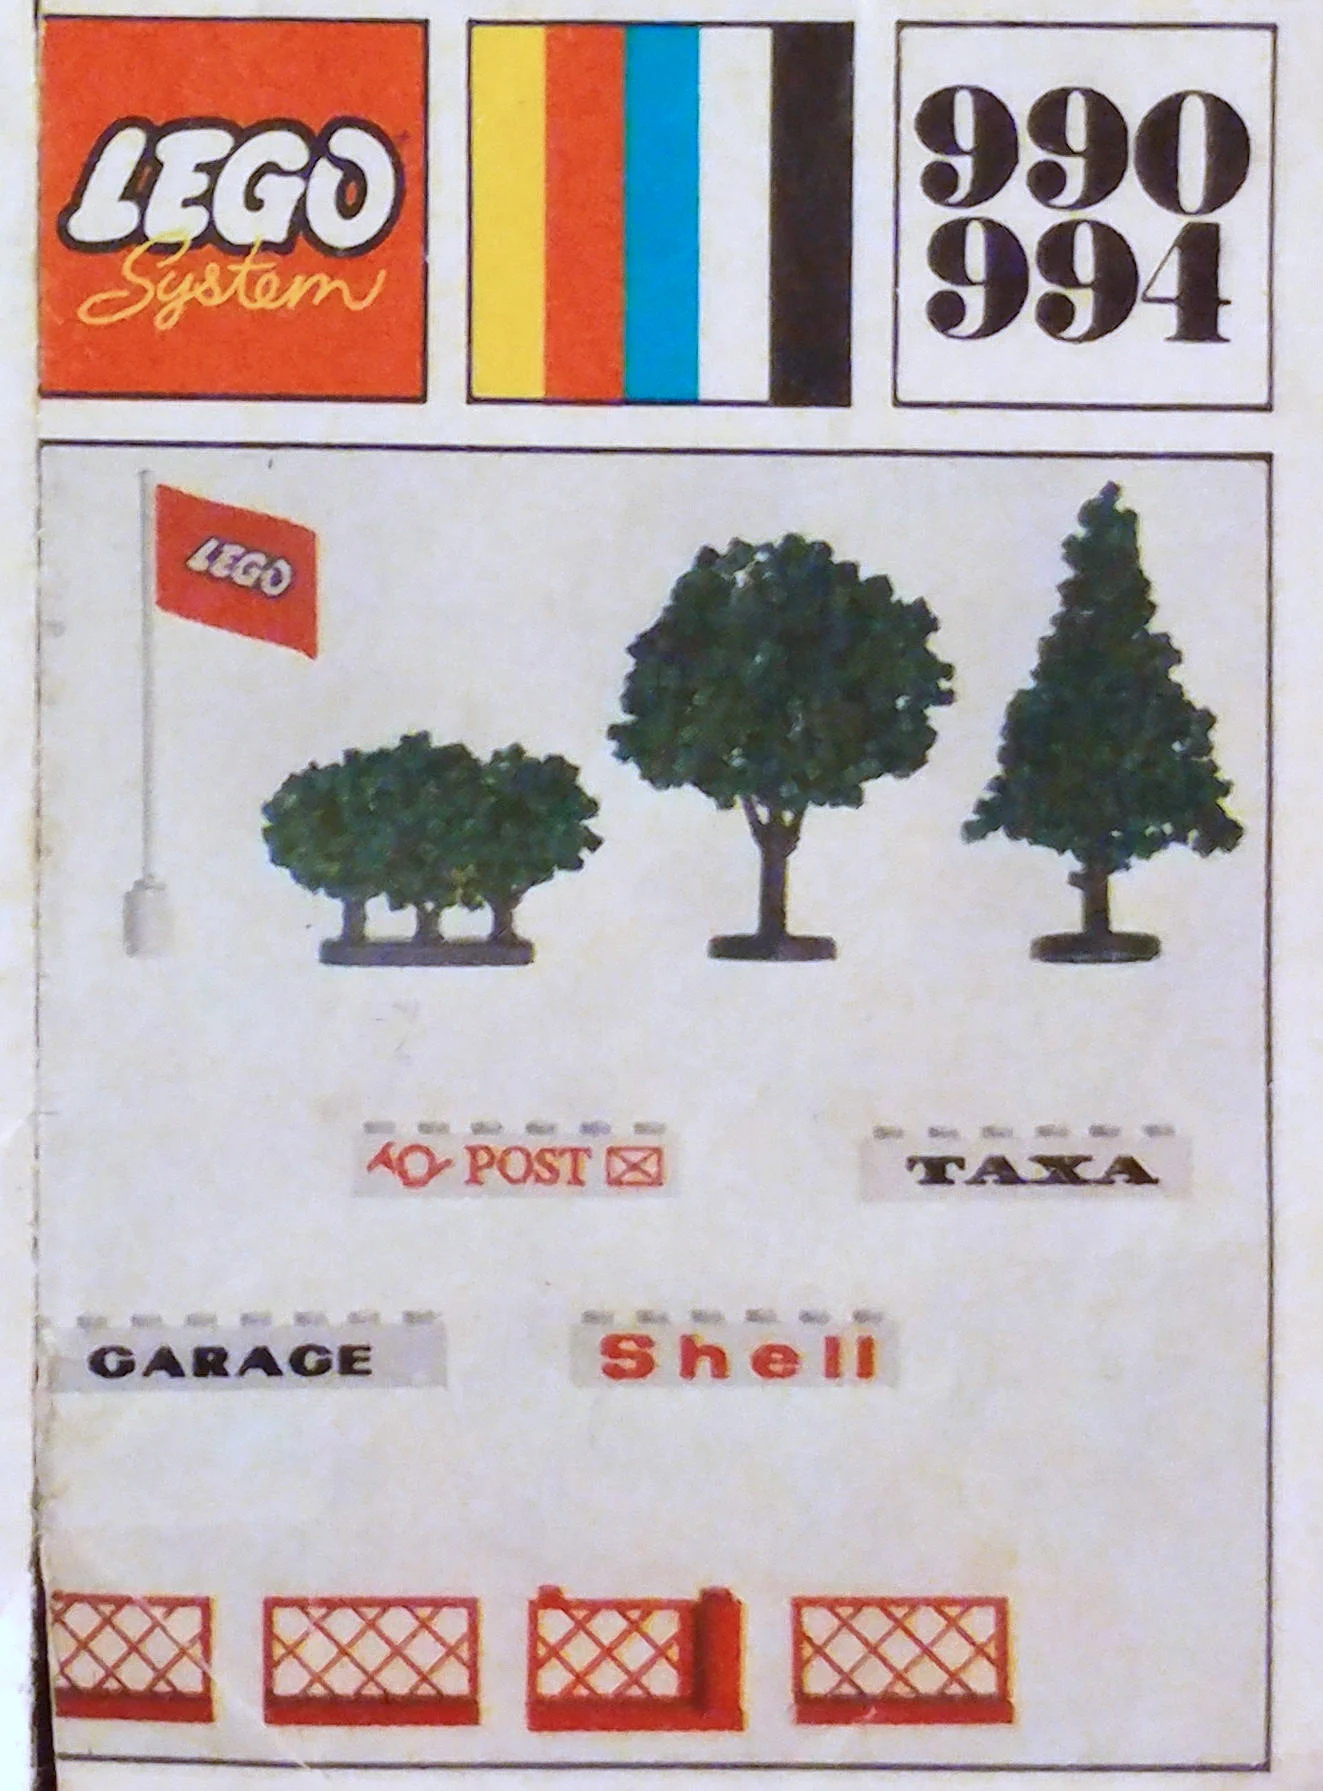 LEGO
System
990
994
LEGO
POST
TAXA
GARAGE
Shell